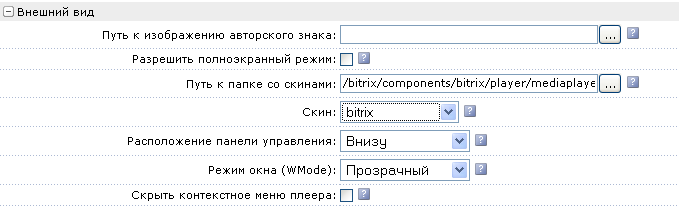 Внешний вид
Путь к изображению авторского знака: ...
Разрешить полноэкранный режим:
Путь к папке со скинами: /bitrix/components/bitrix/player/mediaplaye ...
Скин: bitrix
Расположение панели управления: Внизу
Режим окна (WMode): Прозрачный
Скрыть контекстное меню плеера: